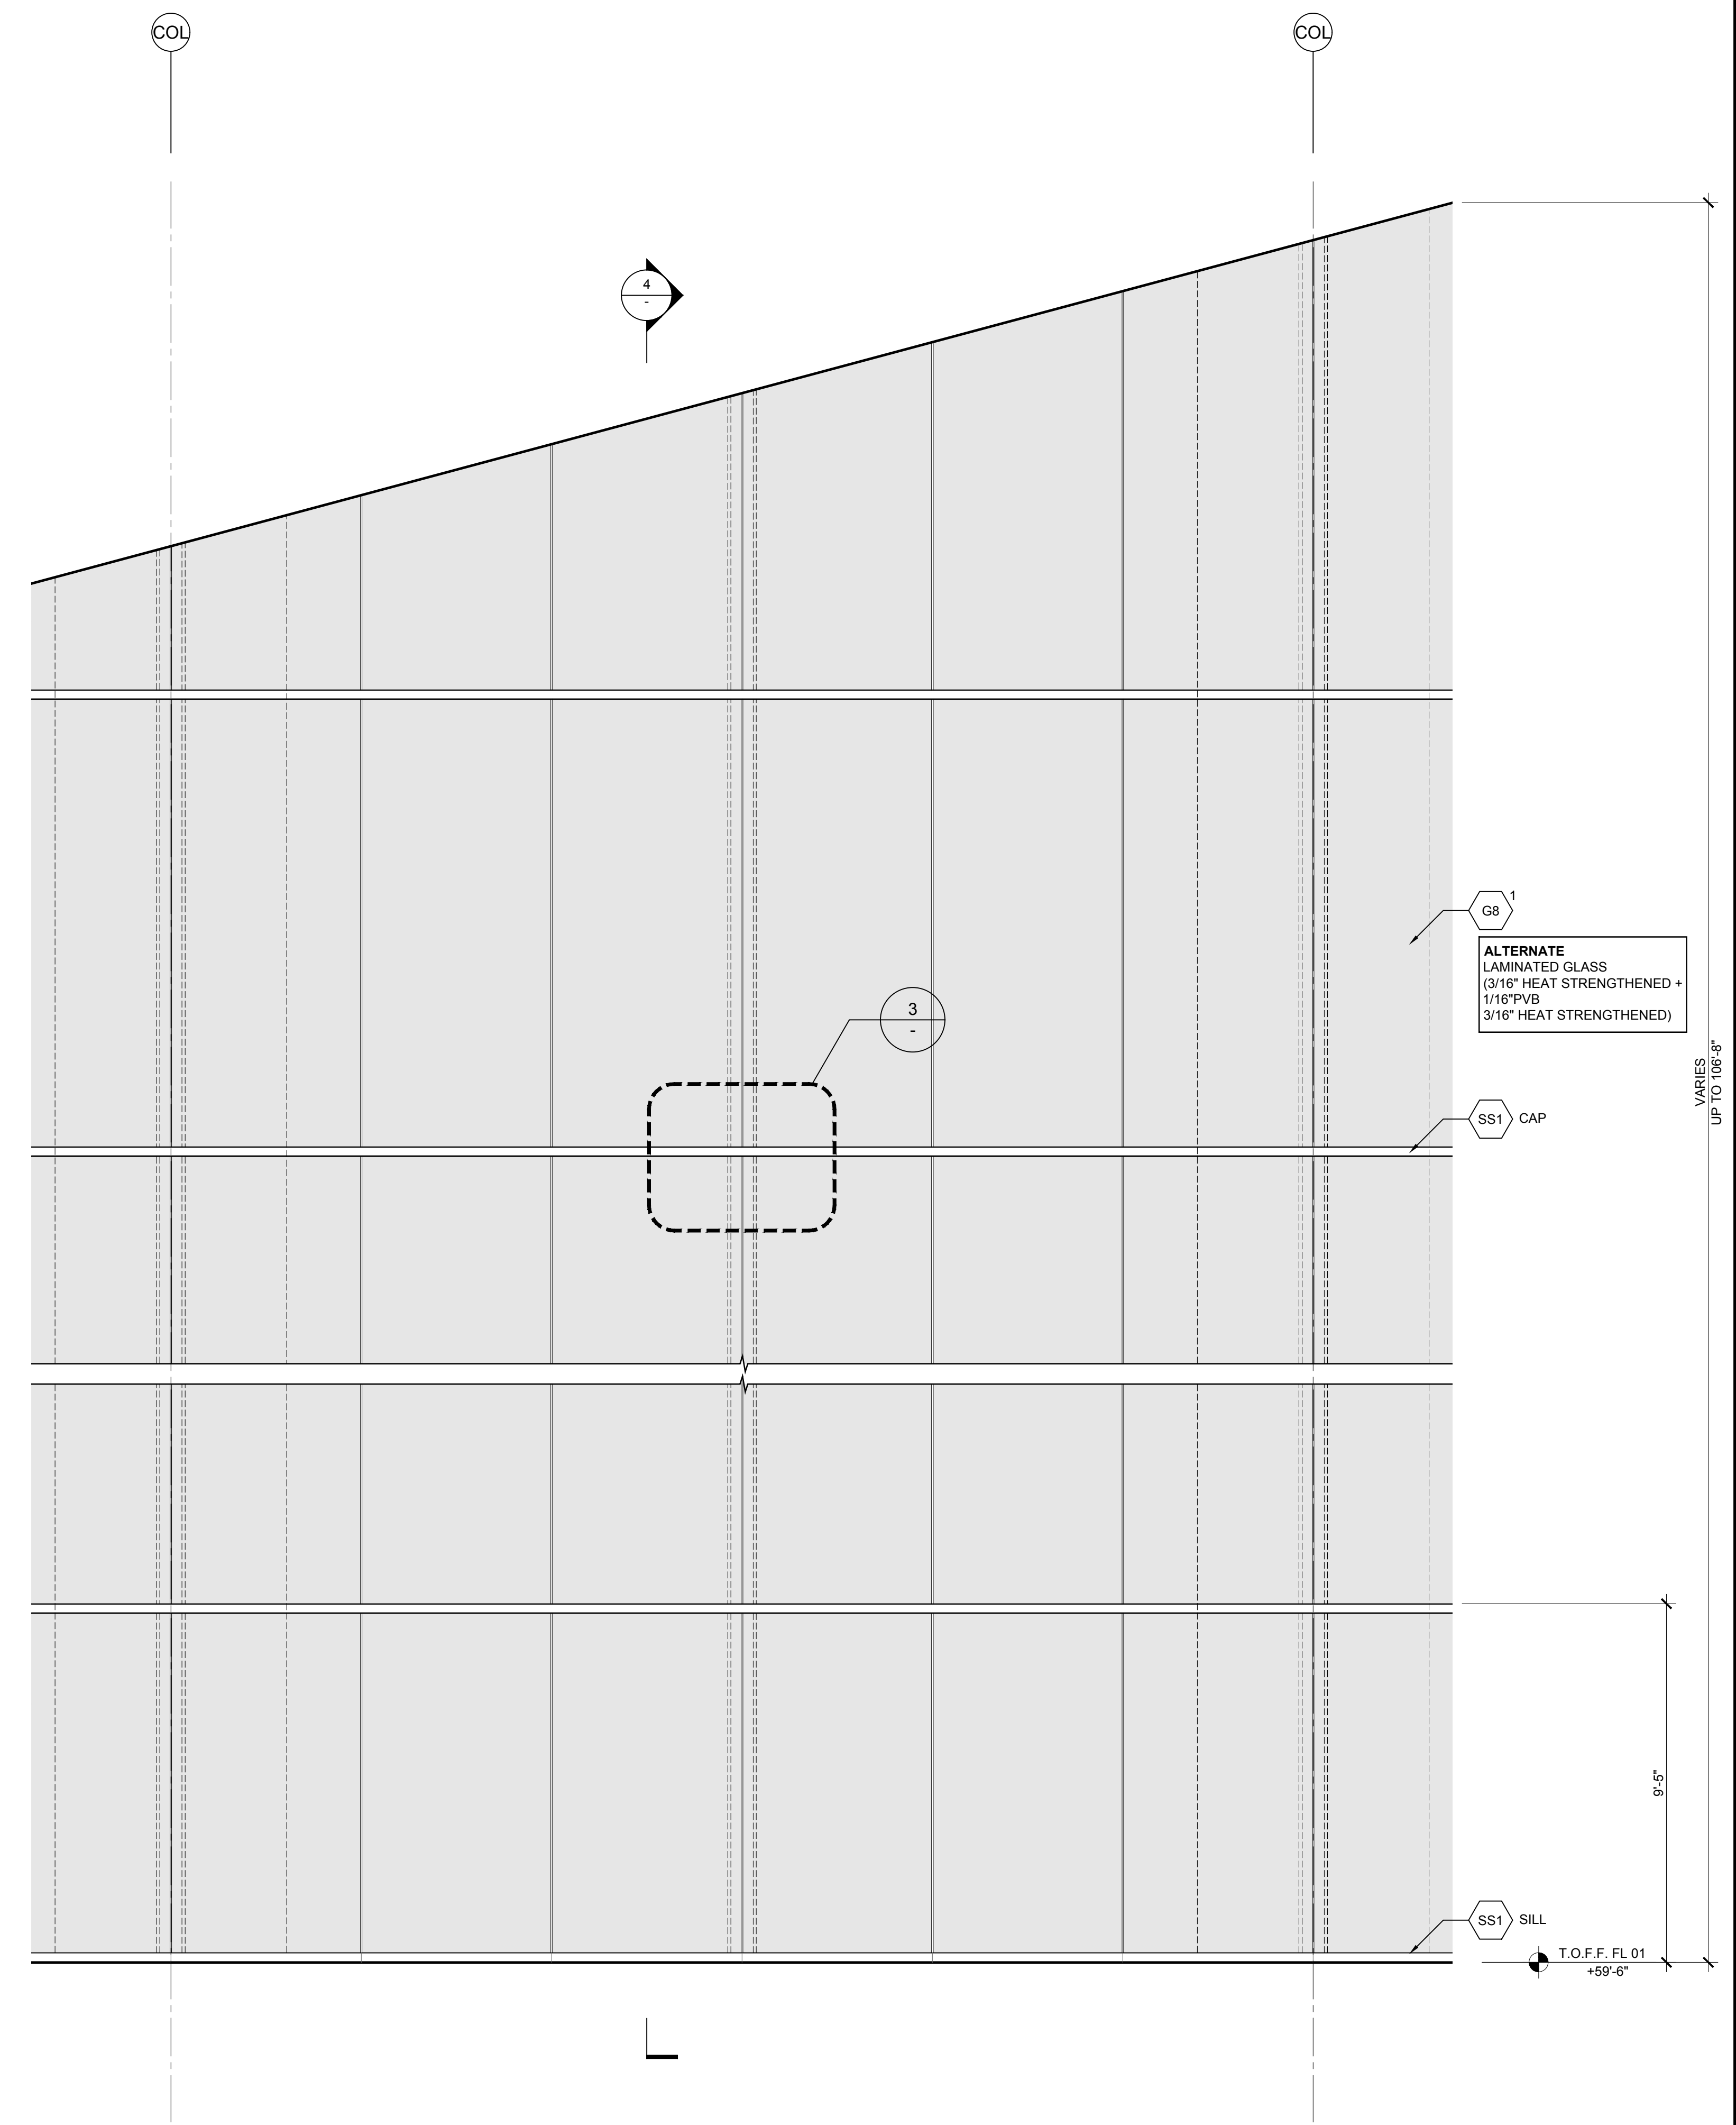 COL
COL
4
-
G8
1
ALTERNATE
LAMINATED GLASS
(3/16" HEAT STRENGTHENED +
1/16"PVB
3/16" HEAT STRENGTHENED)
3
-
VARIES
UP TO 106'-8"
SS1
CAP
9'-5"
SS1
SILL
T.O.F.F. FL 01
+59'-6"